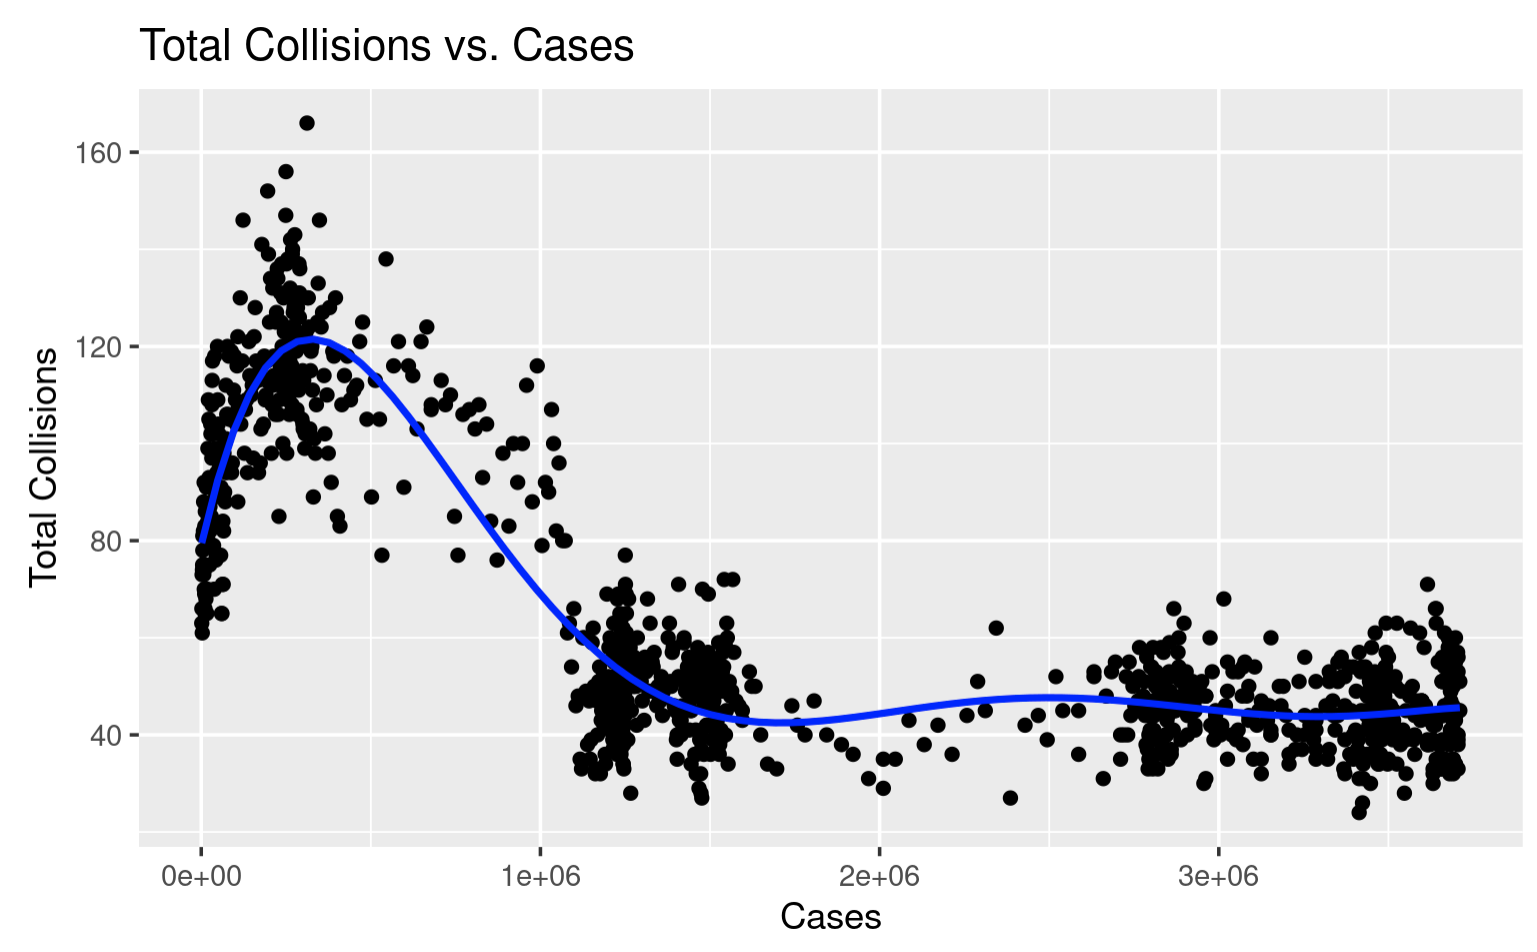 Total Collisions vs. Cases
160
120
80
40
Total Collisions
0e+00 1e+06 2e+06 3e+06
Cases